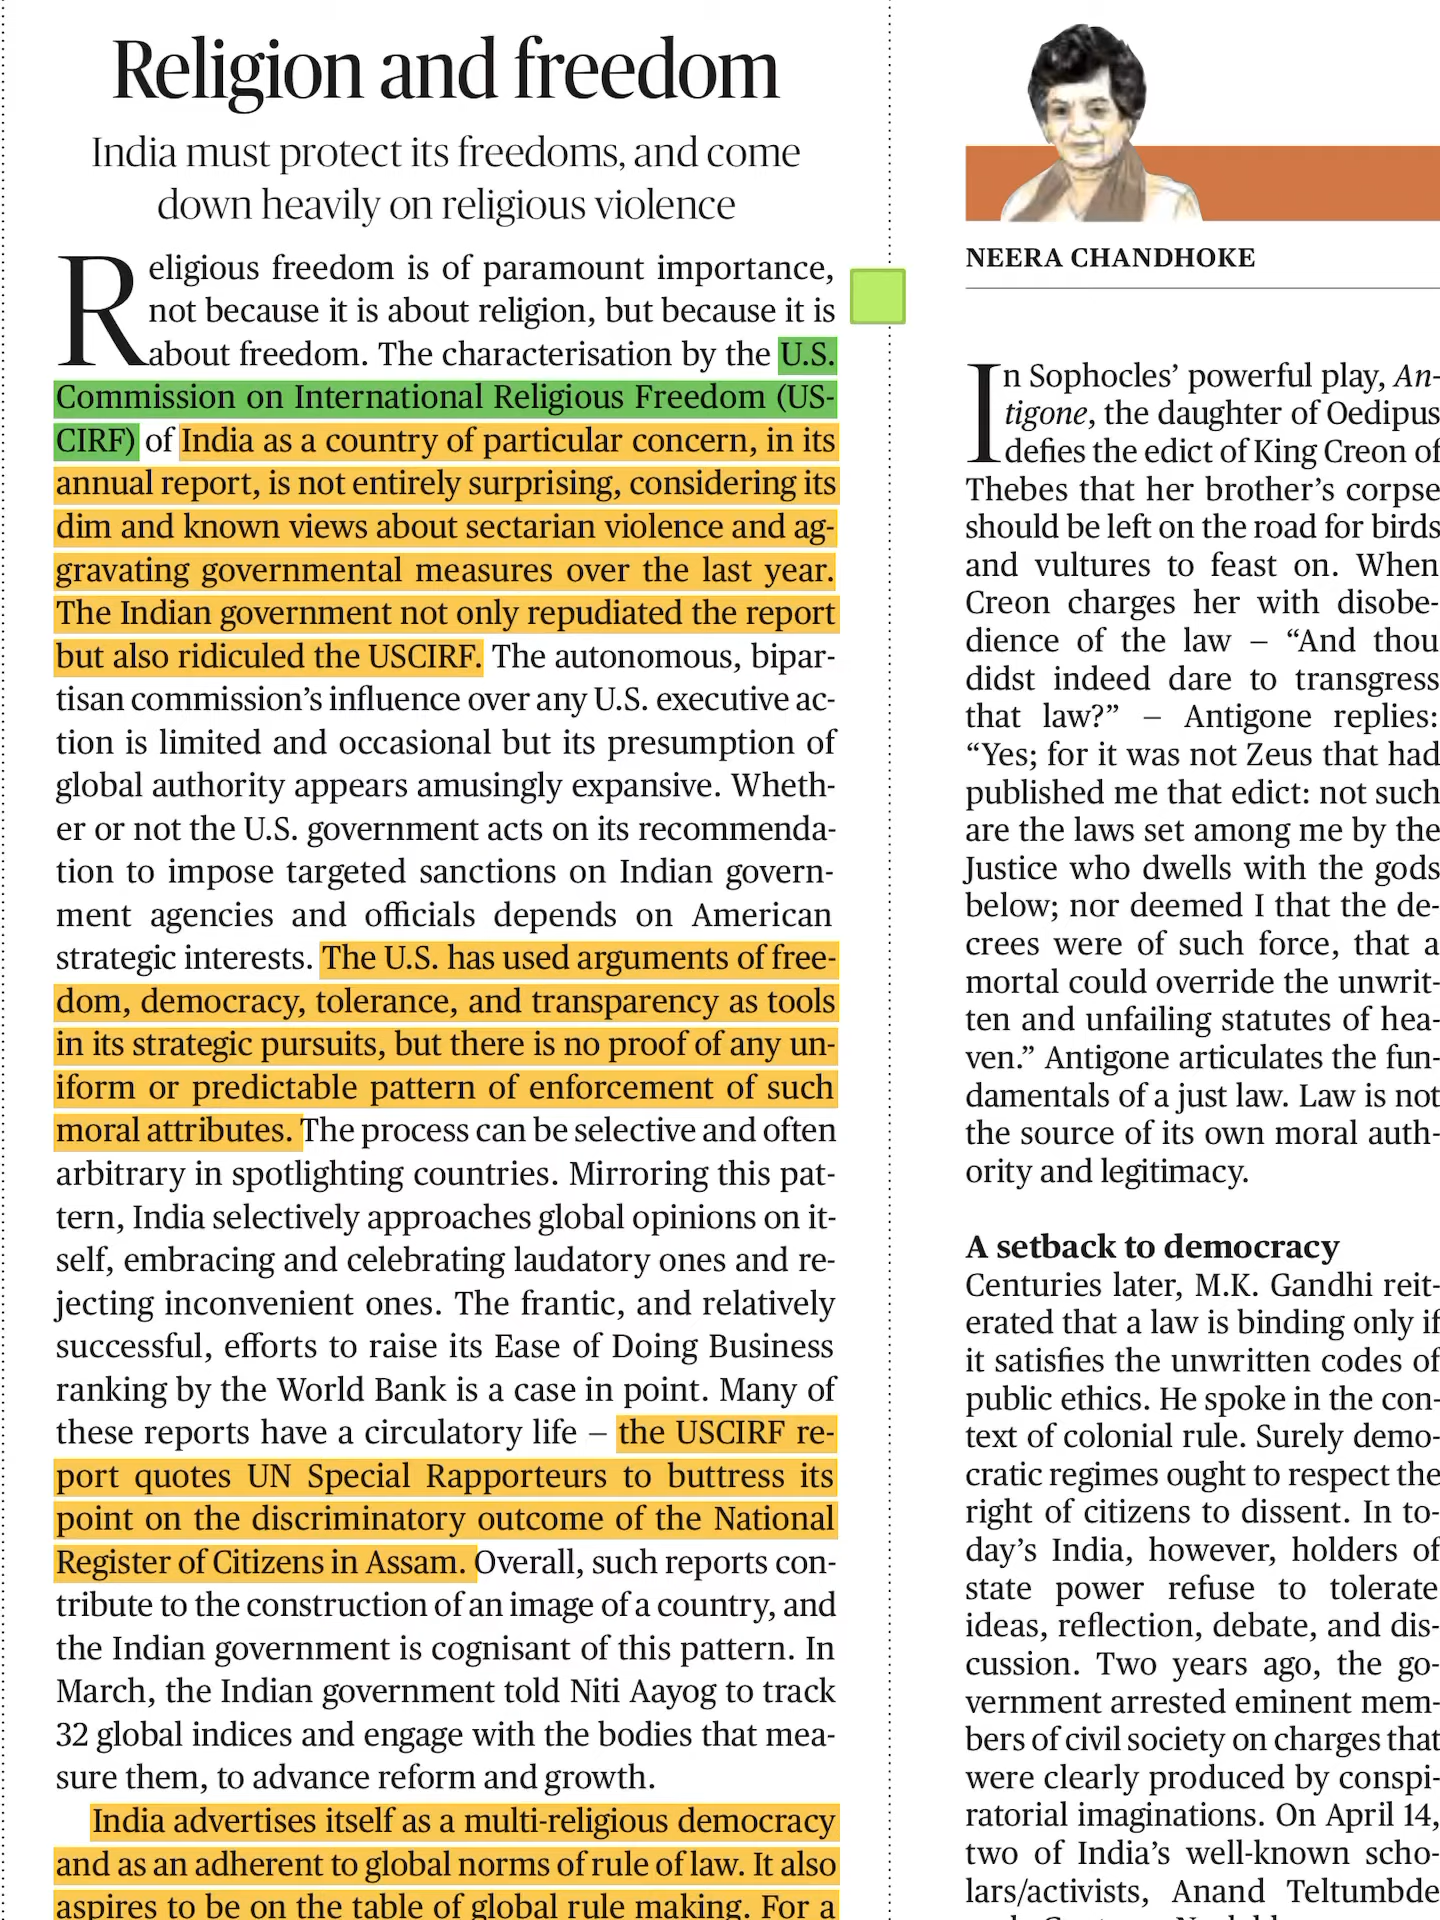 Religion and freedom
India must protect its freedoms, and come
down heavily on religious violence
Religious freedom is of paramount importance,
not because it is about religion, but because it is
about freedom. The characterisation by the U.S.
Commission on International Religious Freedom (US-
CIRF) of India as a country of particular concern, in its
annual report, is not entirely surprising, considering its
dim and known views about sectarian violence and ag-
gravating governmental measures over the last year.
The Indian government not only repudiated the report
but also ridiculed the USCIRF. The autonomous, bipar-
tisan commission’s influence over any U.S. executive ac-
tion is limited and occasional but its presumption of
global authority appears amusingly expansive. Wheth-
er or not the U.S. government acts on its recommenda-
tion to impose targeted sanctions on Indian govern-
ment agencies and officials depends on American
strategic interests. The U.S. has used arguments of free-
dom, democracy, tolerance, and transparency as tools
in its strategic pursuits, but there is no proof of any un-
iform or predictable pattern of enforcement of such
moral attributes. The process can be selective and often
arbitrary in spotlighting countries. Mirroring this pat-
tern, India selectively approaches global opinions on it-
self, embracing and celebrating laudatory ones and re-
jecting inconvenient ones. The frantic, and relatively
successful, efforts to raise its Ease of Doing Business
ranking by the World Bank is a case in point. Many of
these reports have a circulatory life – the USCIRF re-
port quotes UN Special Rapporteurs to buttress its
point on the discriminatory outcome of the National
Register of Citizens in Assam. Overall, such reports con-
tribute to the construction of an image of a country, and
the Indian government is cognisant of this pattern. In
March, the Indian government told Niti Aayog to track
32 global indices and engage with the bodies that mea-
sure them, to advance reform and growth.
India advertises itself as a multi-religious democracy
and as an adherent to global norms of rule of law. It also
aspires to be on the table of global rule making. For a
NEERA CHANDHOKE
In Sophocles’ powerful play, An-
tigone, the daughter of Oedipus
defies the edict of King Creon of
Thebes that her brother’s corpse
should be left on the road for birds
and vultures to feast on. When
Creon charges her with disobe-
dience of the law – “And thou
didst indeed dare to transgress
that law?” – Antigone replies:
“Yes; for it was not Zeus that had
published me that edict: not such
are the laws set among me by the
Justice who dwells with the gods
below; nor deemed I that the de-
crees were of such force, that a
mortal could override the unwrit-
ten and unfailing statutes of hea-
ven.” Antigone articulates the fun-
damentals of a just law. Law is not
the source of its own moral auth-
ority and legitimacy.
A setback to democracy
Centuries later, M.K. Gandhi reit-
erated that a law is binding only if
it satisfies the unwritten codes of
public ethics. He spoke in the con-
text of colonial rule. Surely demo-
cratic regimes ought to respect the
right of citizens to dissent. In to-
day’s India, however, holders of
state power refuse to tolerate
ideas, reflection, debate, and dis-
cussion. Two years ago, the go-
vernment arrested eminent mem-
bers of civil society on charges that
were clearly produced by conspi-
ratorial imaginations. On April 14,
two of India’s well-known scho-
lars/activists, Anand Teltumbde